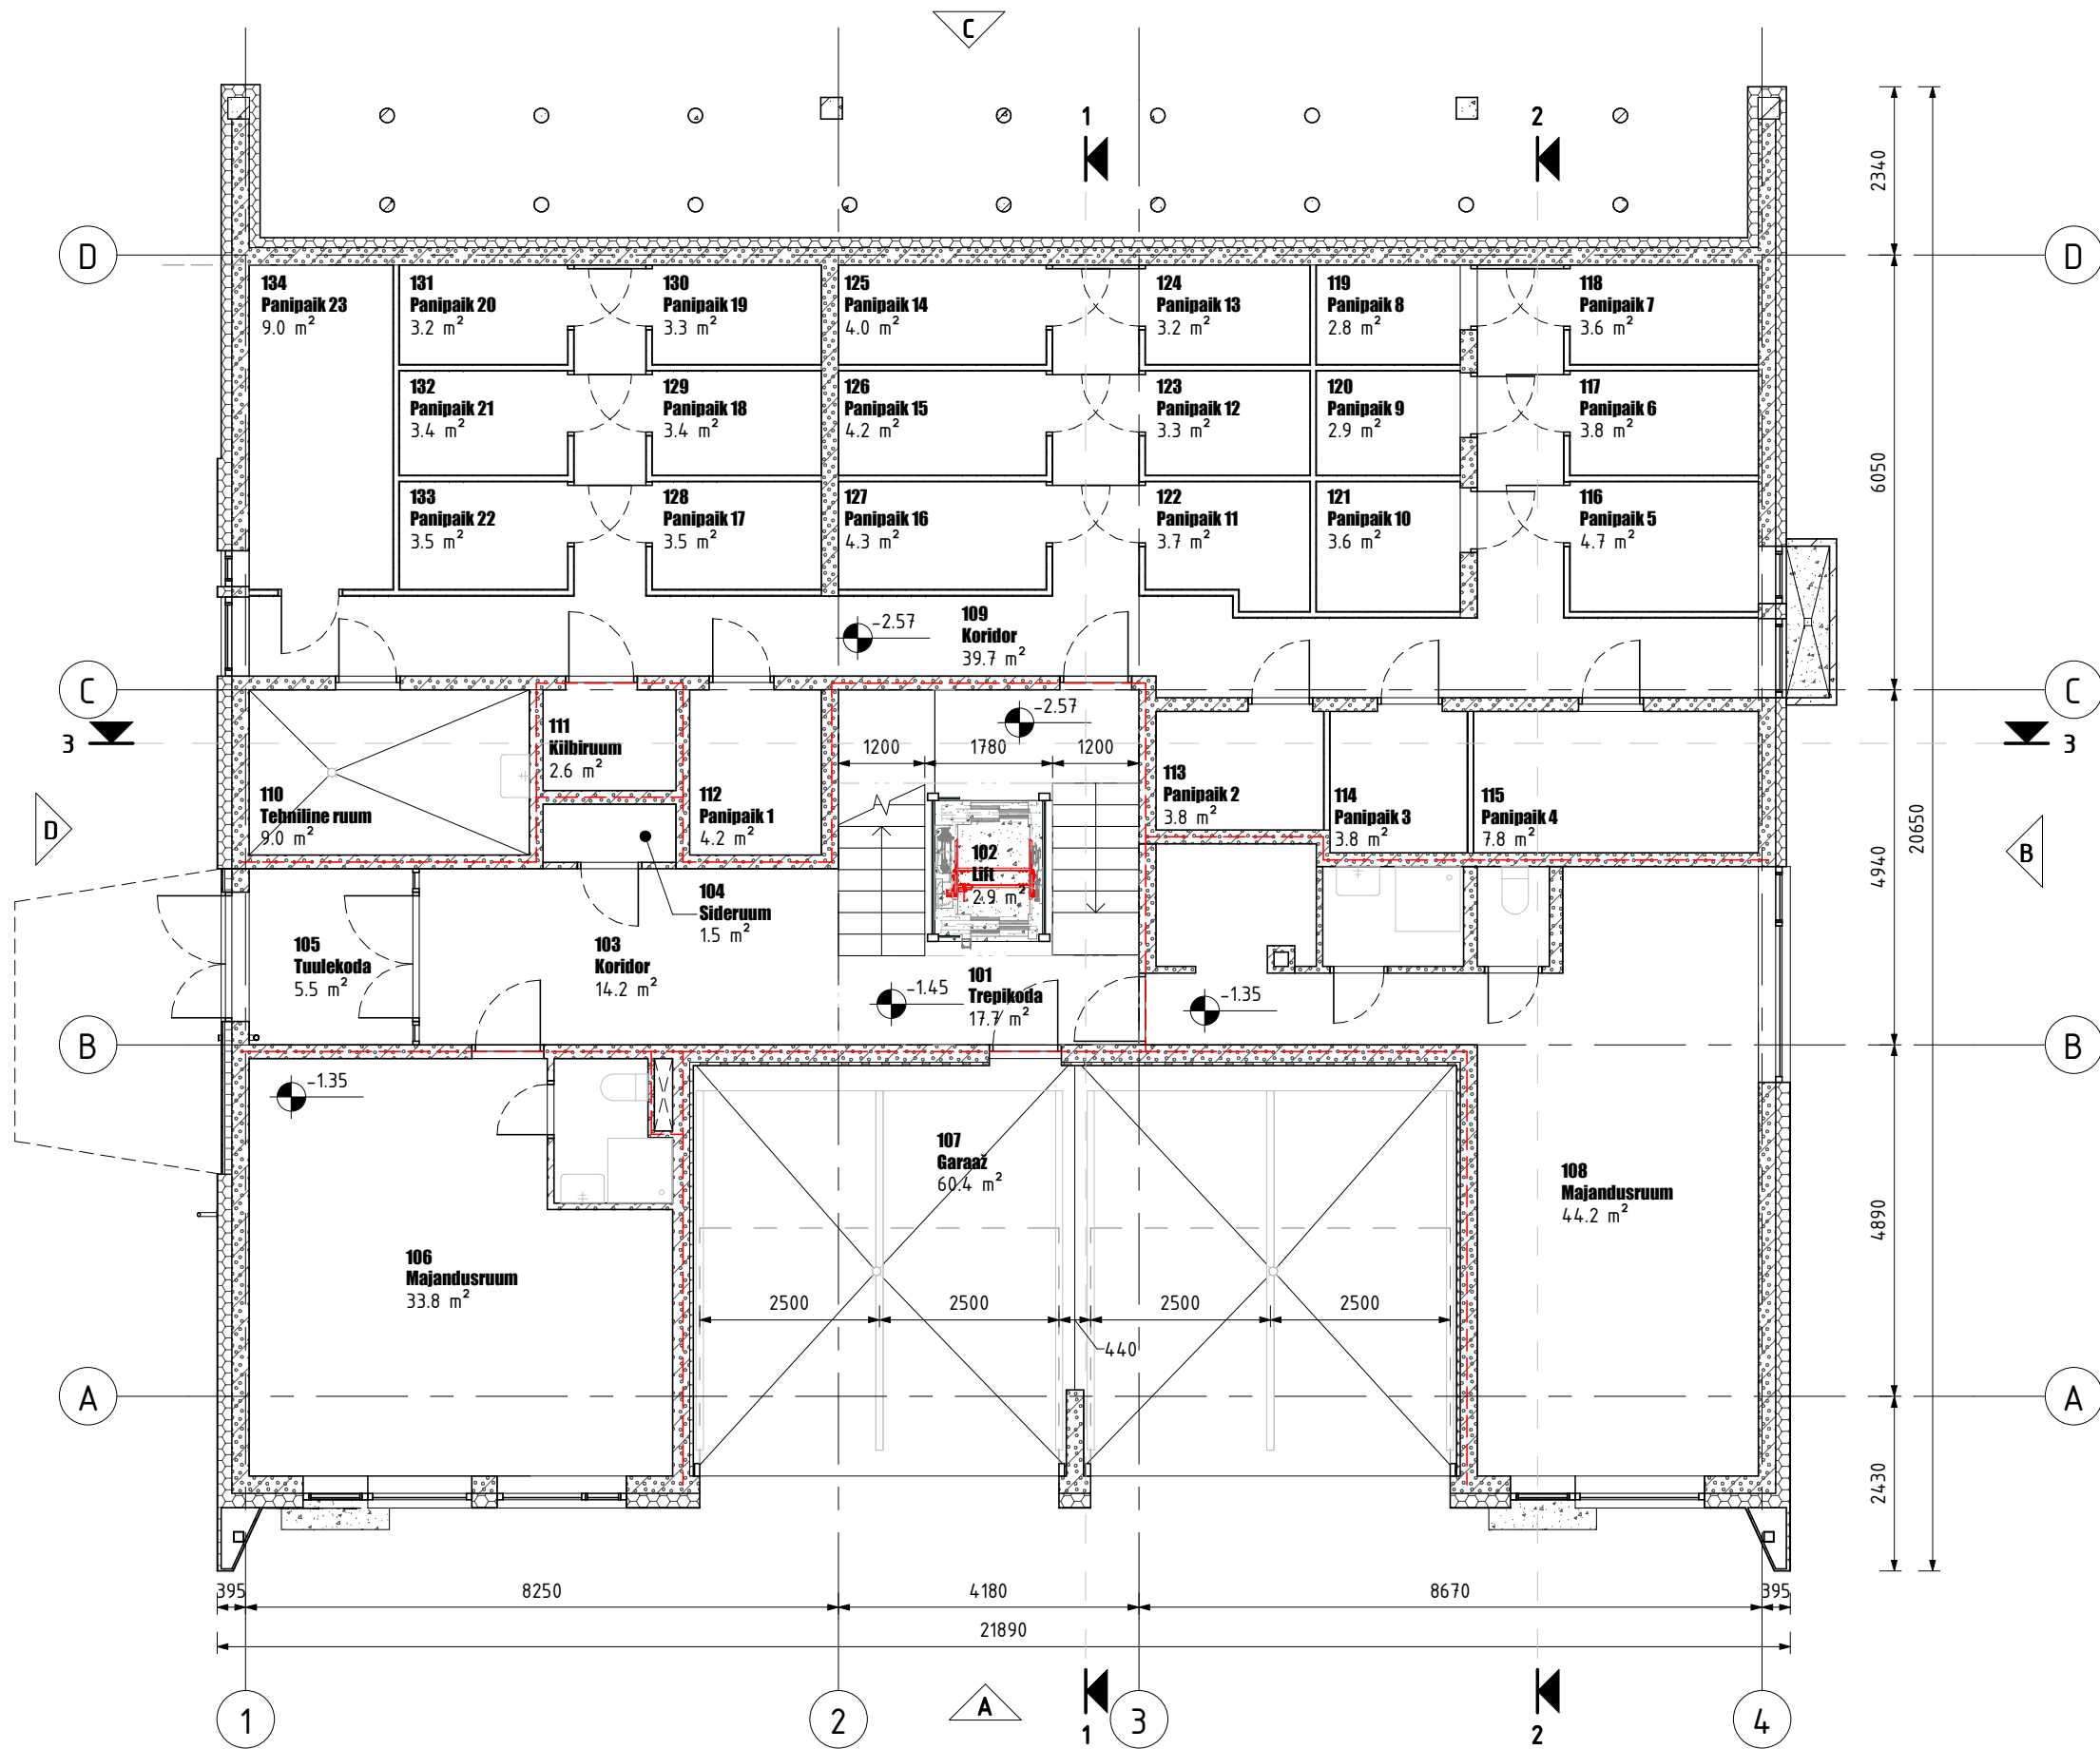 C
1
2
2340
D
D
134
Panipaik 23
9.0 m²
131
Panipaik 20
3.2 m²
130
Panipaik 19
3.3 m²
125
Panipaik 14
4.0 m²
124
Panipaik 13
3.2 m²
119
Panipaik 8
2.8 m²
118
Panipaik 7
3.6 m²
132
Panipaik 21
3.4 m²
129
Panipaik 18
3.4 m²
126
Panipaik 15
4.2 m²
123
Panipaik 12
3.3 m²
120
Panipaik 9
2.9 m²
117
Panipaik 6
3.8 m²
6050
133
Panipaik 22
3.5 m²
128
Panipaik 17
3.5 m²
127
Panipaik 16
4.3 m²
122
Panipaik 11
3.7 m²
121
Panipaik 10
3.6 m²
116
Panipaik 5
4.7 m²
-2.57
109
Koridor
39.7 m²
C
C
3
3
-2.57
1200
1780
1200
111
Kilbiruum
2.6 m²
110
Tehniline ruum
9.0 m²
112
Panipaik 1
4.2 m²
113
Panipaik 2
3.8 m²
114
Panipaik 3
3.8 m²
115
Panipaik 4
7.8 m²
D
B
20650
4940
102
Lift
2.9 m²
104
Sideruum
1.5 m²
105
Tuulekoda
5.5 m²
103
Koridor
14.2 m²
101
Trepikoda
17.7 m²
-1.45
-1.35
B
B
-1.35
107
Garaaž
60.4 m²
108
Majandusruum
44.2 m²
4890
106
Majandusruum
33.8 m²
2500
2500
2500
2500
440
A
A
2430
395
8250
4180
8670
395
21890
1
2
A
1
3
2
4